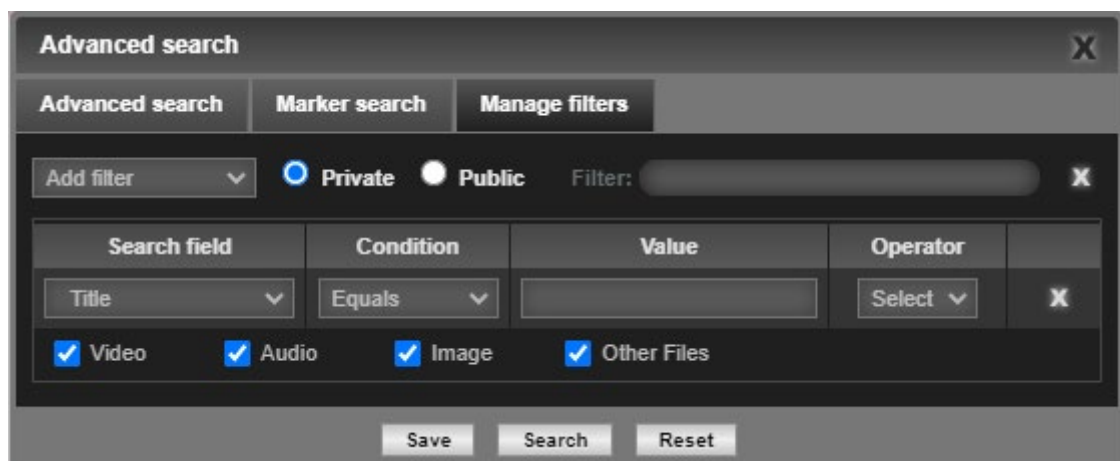 Advanced search X
Advanced search Marker search Manage filters
Add filter Private Public Filter: X
Search field Condition Value Operator
Title Equals Select X
Video Audio Image Other Files
Save Search Reset